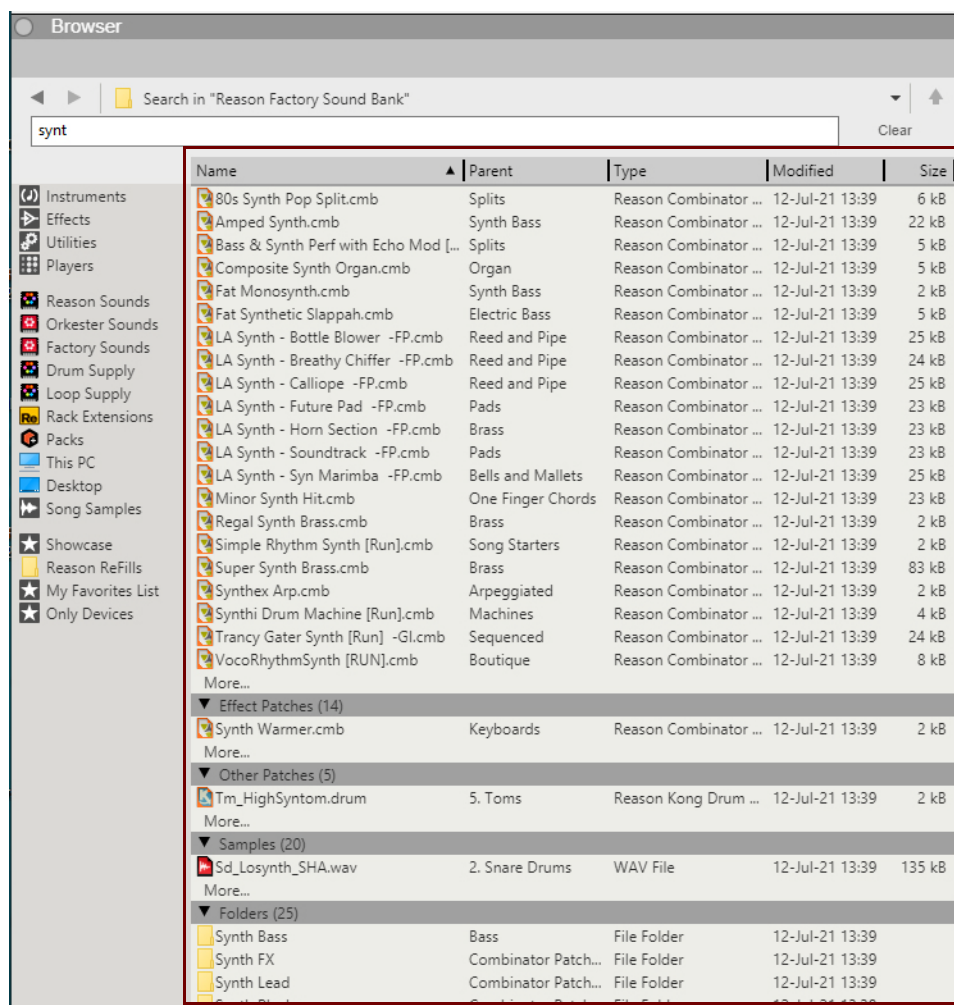 Browser
Search in "Reason Factory Sound Bank"
synt
Clear
Instruments
Effects
Utilities
Players
Reason Sounds
Orkester Sounds
Factory Sounds
Drum Supply
Loop Supply
Re Rack Extensions
Packs
This PC
Desktop
Song Samples
Showcase
Reason ReFills
My Favorites List
Only Devices
Name Parent Type Modified Size
80s Synth Pop Split.cmb Splits Reason Combinator ... 12-Jul-21 13:39 6 kB
Amped Synth.cmb Synth Bass Reason Combinator ... 12-Jul-21 13:39 22 kB
Bass & Synth Perf with Echo Mod [... Splits Reason Combinator ... 12-Jul-21 13:39 5 kB
Composite Synth Organ.cmb Organ Reason Combinator ... 12-Jul-21 13:39 5 kB
Fat Monosynth.cmb Synth Bass Reason Combinator ... 12-Jul-21 13:39 2 kB
Fat Synthetic Slappah.cmb Electric Bass Reason Combinator ... 12-Jul-21 13:39 5 kB
LA Synth - Bottle Blower -FP.cmb Reed and Pipe Reason Combinator ... 12-Jul-21 13:39 25 kB
LA Synth - Breathy Chiffer -FP.cmb Reed and Pipe Reason Combinator ... 12-Jul-21 13:39 24 kB
LA Synth - Calliope -FP.cmb Reed and Pipe Reason Combinator ... 12-Jul-21 13:39 25 kB
LA Synth - Future Pad -FP.cmb Pads Reason Combinator ... 12-Jul-21 13:39 23 kB
LA Synth - Horn Section -FP.cmb Brass Reason Combinator ... 12-Jul-21 13:39 23 kB
LA Synth - Soundtrack -FP.cmb Pads Reason Combinator ... 12-Jul-21 13:39 23 kB
LA Synth - Syn Marimba -FP.cmb Bells and Mallets Reason Combinator ... 12-Jul-21 13:39 25 kB
Minor Synth Hit.cmb One Finger Chords Reason Combinator ... 12-Jul-21 13:39 23 kB
Regal Synth Brass.cmb Brass Reason Combinator ... 12-Jul-21 13:39 2 kB
Simple Rhythm Synth [Run].cmb Song Starters Reason Combinator ... 12-Jul-21 13:39 2 kB
Super Synth Brass.cmb Brass Reason Combinator ... 12-Jul-21 13:39 83 kB
Synthex Arp.cmb Arpeggiated Reason Combinator ... 12-Jul-21 13:39 2 kB
Synthi Drum Machine [Run].cmb Machines Reason Combinator ... 12-Jul-21 13:39 4 kB
Trancy Gater Synth [Run] -GI.cmb Sequenced Reason Combinator ... 12-Jul-21 13:39 24 kB
VocoRhythmSynth [RUN].cmb Boutique Reason Combinator ... 12-Jul-21 13:39 8 kB
More...
Effect Patches (14)
Synth Warmer.cmb Keyboards Reason Combinator ... 12-Jul-21 13:39 2 kB
More...
Other Patches (5)
Tm_HighSyntom.drum 5. Toms Reason Kong Drum ... 12-Jul-21 13:39 2 kB
More...
Samples (20)
Sd_Losynth_SHA.wav 2. Snare Drums WAV File 12-Jul-21 13:39 135 kB
More...
Folders (25)
Synth Bass Bass File Folder 12-Jul-21 13:39
Synth FX Combinator Patch... File Folder 12-Jul-21 13:39
Synth Lead Combinator Patch... File Folder 12-Jul-21 13:39